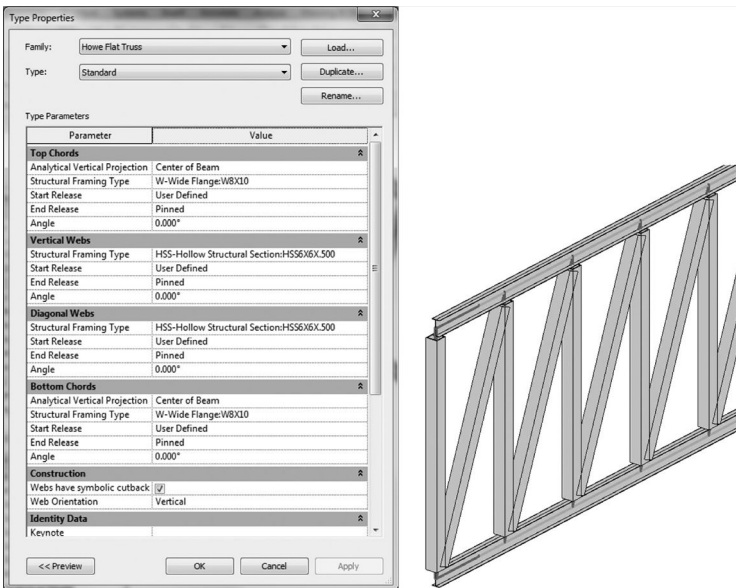 Type Properties
Family: Howe Flat Truss Load...
Type: Standard Duplicate...
Rename...
Type Parameters
Parameter Value
Top Chords
Analytical Vertical Projection Center of Beam
Structural Framing Type W-Wide Flange:W8X10
Start Release User Defined
End Release Pinned
Angle 0.000°
Vertical Webs
Structural Framing Type HSS-Hollow Structural Section:HSS6X6X.500
Start Release User Defined
End Release Pinned
Angle 0.000°
Diagonal Webs
Structural Framing Type HSS-Hollow Structural Section:HSS6X6X.500
Start Release User Defined
End Release Pinned
Angle 0.000°
Bottom Chords
Analytical Vertical Projection Center of Beam
Structural Framing Type W-Wide Flange:W8X10
Start Release User Defined
End Release Pinned
Angle 0.000°
Construction
Webs have symbolic cutback
Web Orientation Vertical
Identity Data
Keynote
<< Preview OK Cancel Apply